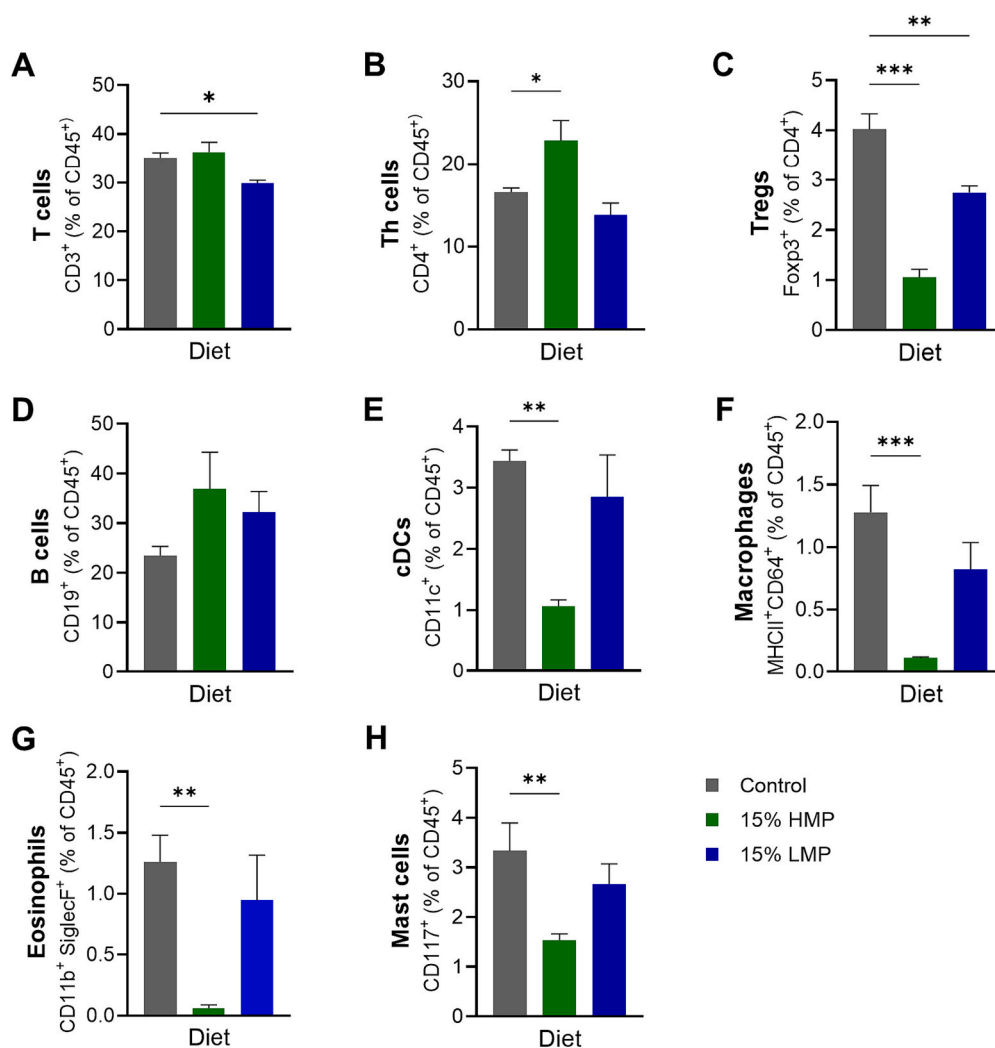 A
T cells
CD3⁺ (% of CD45⁺)
50
40
30
20
10
0
*
Diet
B
Th cells
CD4⁺ (% of CD45⁺)
30
20
10
0
*
Diet
C
Tregs
Foxp3⁺ (% of CD4⁺)
5
4
3
2
1
0
**
***
Diet
D
B cells
CD19⁺ (% of CD45⁺)
50
40
30
20
10
0
Diet
E
cDCs
CD11c⁺ (% of CD45⁺)
4
3
2
1
0
**
Diet
F
Macrophages
MHCII⁺CD64⁺ (% of CD45⁺)
2.0
1.5
1.0
0.5
0.0
***
Diet
G
Eosinophils
CD11b⁺ SiglecF⁺ (% of CD45⁺)
2.0
1.5
1.0
0.5
0.0
**
Diet
H
Mast cells
CD117⁺ (% of CD45⁺)
5
4
3
2
1
0
**
Diet
Control
15% HMP
15% LMP